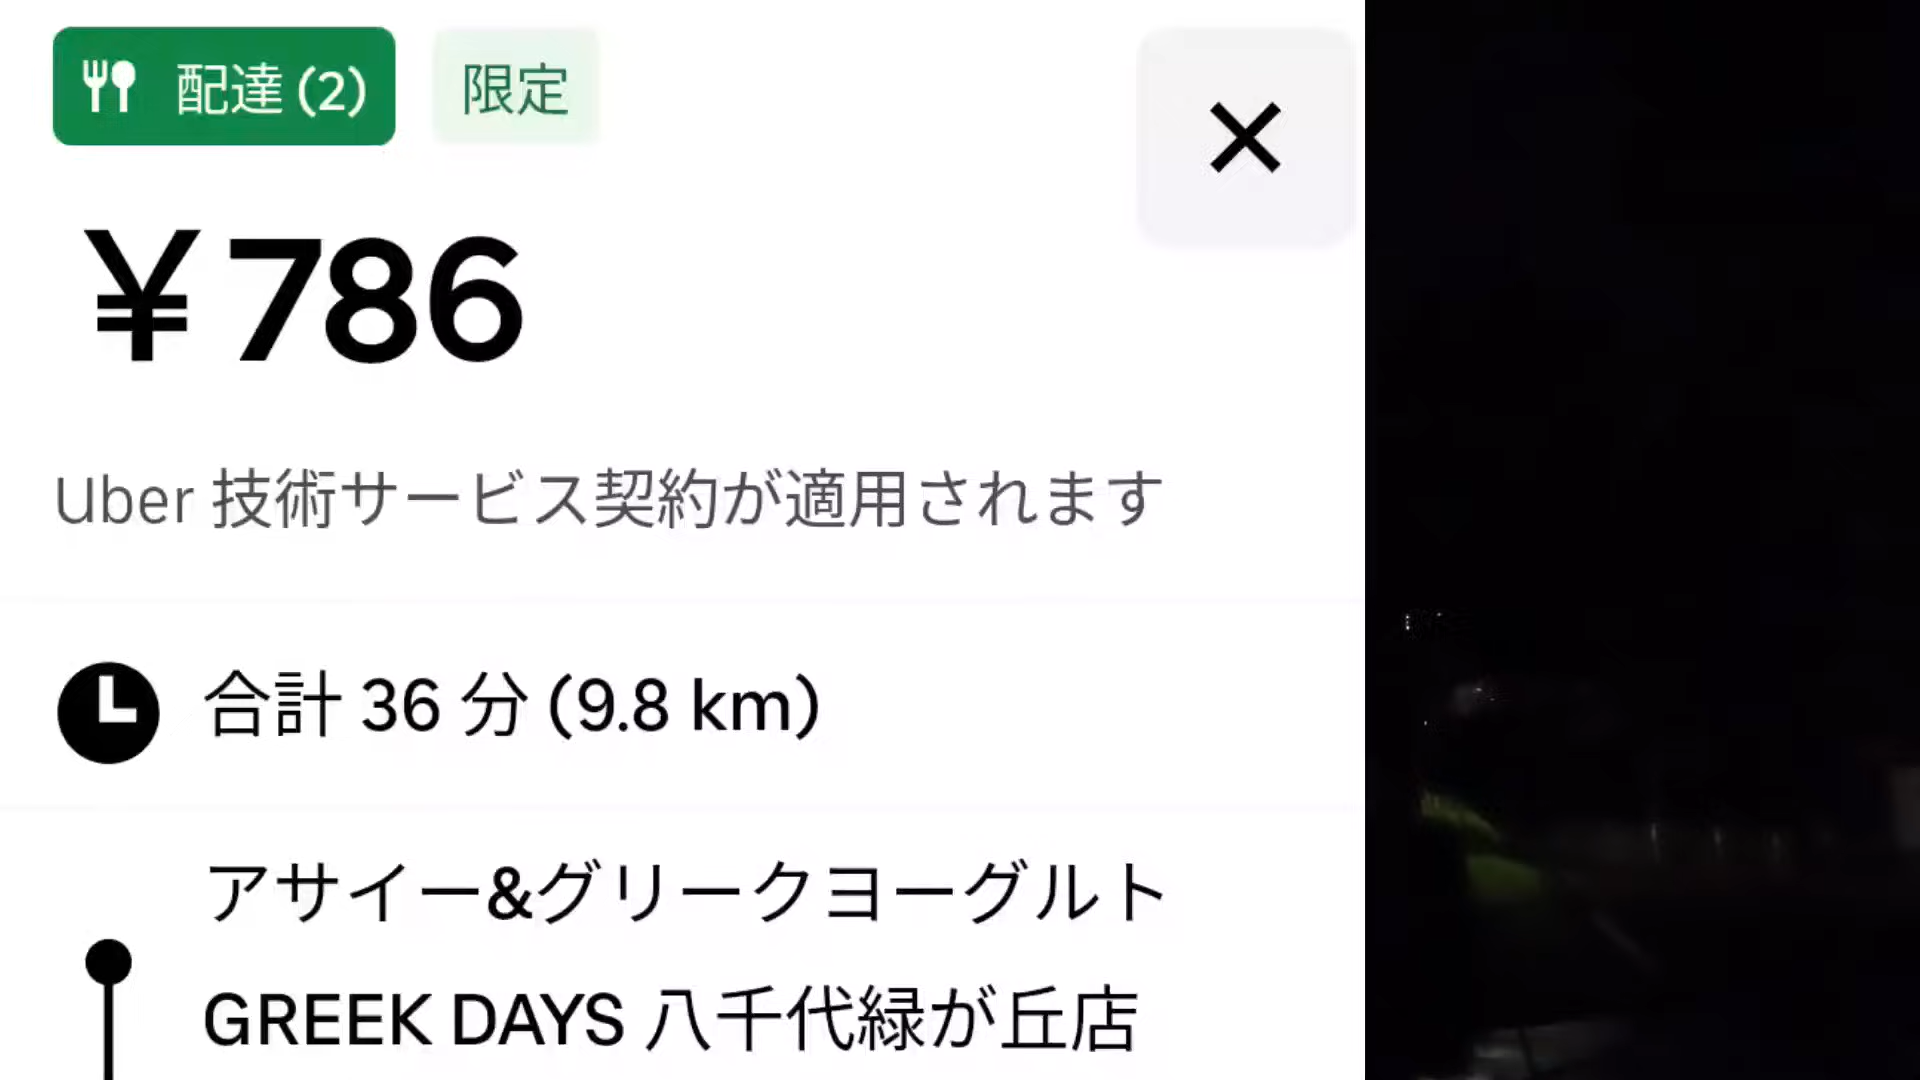 配達 (2)
限定
¥786
Uber 技術サービス契約が適用されます
合計 36 分 (9.8 km)
アサイー&グリークヨーグルト
GREEK DAYS 八千代緑が丘店